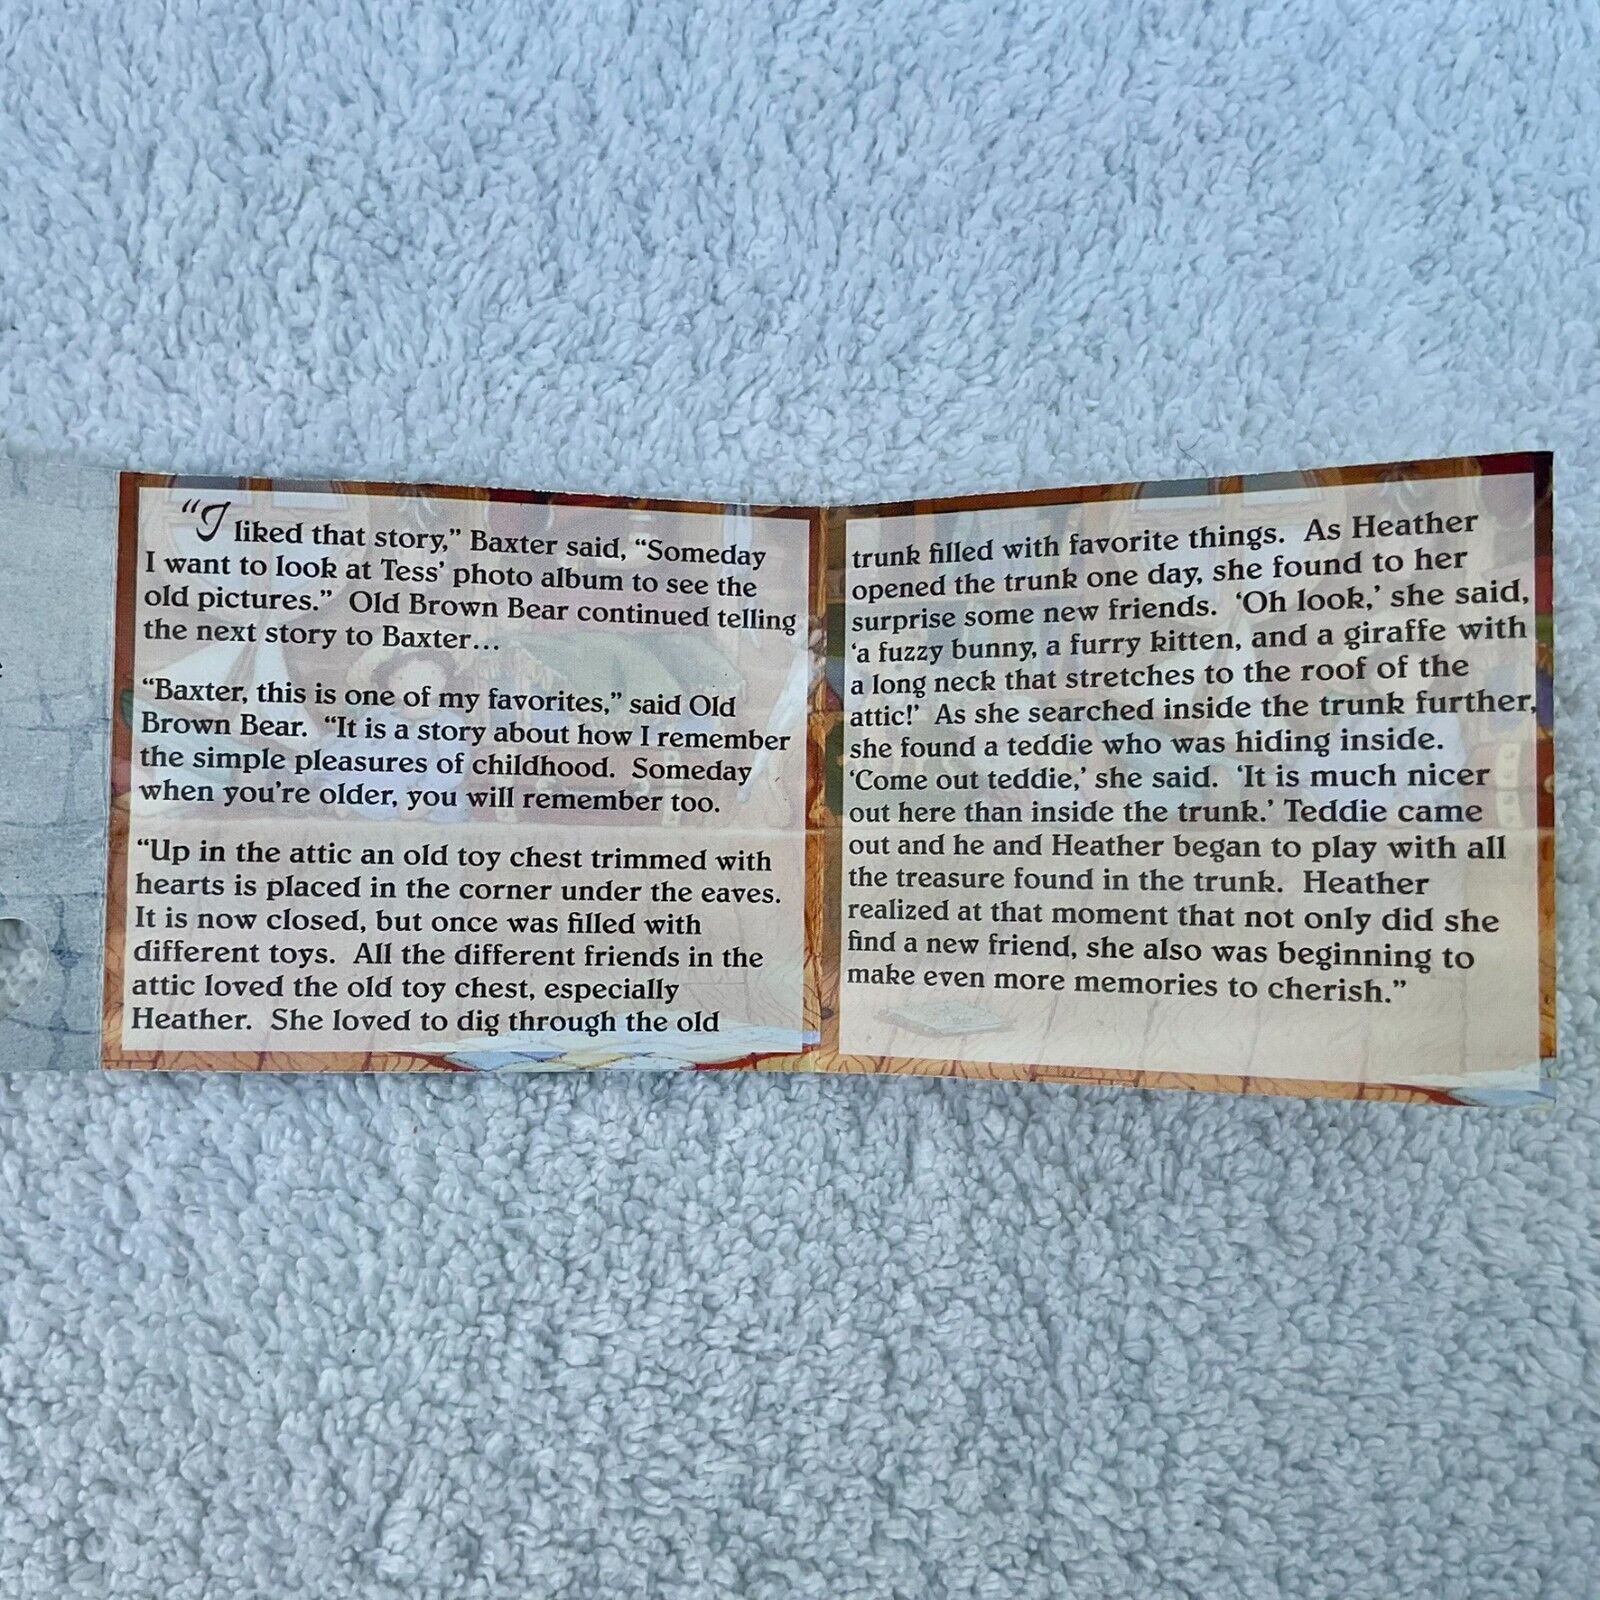 “I liked that story,” Baxter said, “Someday
I want to look at Tess’ photo album to see the
old pictures.”  Old Brown Bear continued telling
the next story to Baxter…
“Baxter, this is one of my favorites,” said Old
Brown Bear.  “It is a story about how I remember
the simple pleasures of childhood.  Someday
when you’re older, you will remember too.
“Up in the attic an old toy chest trimmed with
hearts is placed in the corner under the eaves.
It is now closed, but once was filled with
different toys.  All the different friends in the
attic loved the old toy chest, especially
Heather.  She loved to dig through the old
trunk filled with favorite things.  As Heather
opened the trunk one day, she found to her
surprise some new friends.  ‘Oh look,’ she said,
‘a fuzzy bunny, a furry kitten, and a giraffe with
a long neck that stretches to the roof of the
attic!’  As she searched inside the trunk further,
she found a teddie who was hiding inside.
‘Come out teddie,’ she said.  ‘It is much nicer
out here than inside the trunk.’ Teddie came
out and he and Heather began to play with all
the treasure found in the trunk.  Heather
realized at that moment that not only did she
find a new friend, she also was beginning to
make even more memories to cherish.”